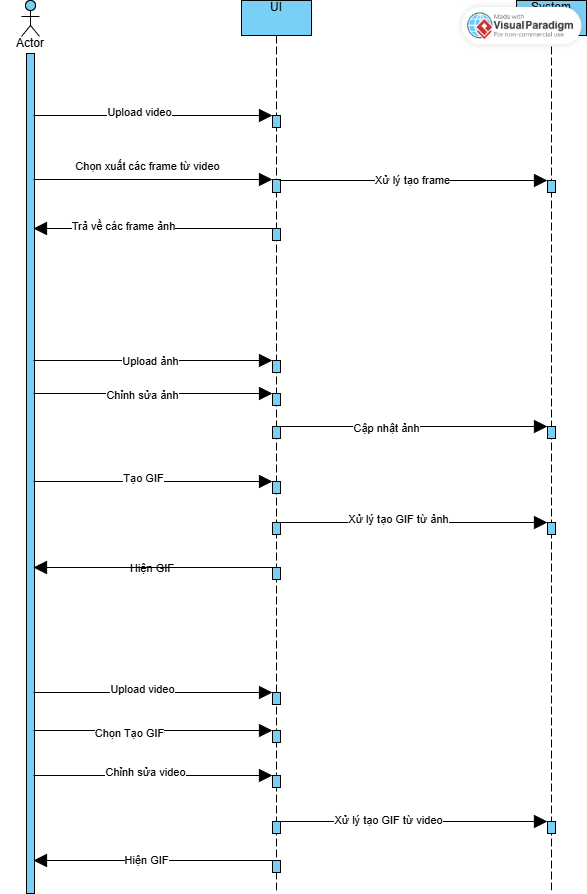 UI
System
Made with
VisualParadigm
For non-commercial use
Actor
Upload video
Chọn xuất các frame từ video
Xử lý tạo frame
Trả về các frame ảnh
Upload ảnh
Chỉnh sửa ảnh
Cập nhật ảnh
Tạo GIF
Xử lý tạo GIF từ ảnh
Hiện GIF
Upload video
Chọn Tạo GIF
Chỉnh sửa video
Xử lý tạo GIF từ video
Hiện GIF